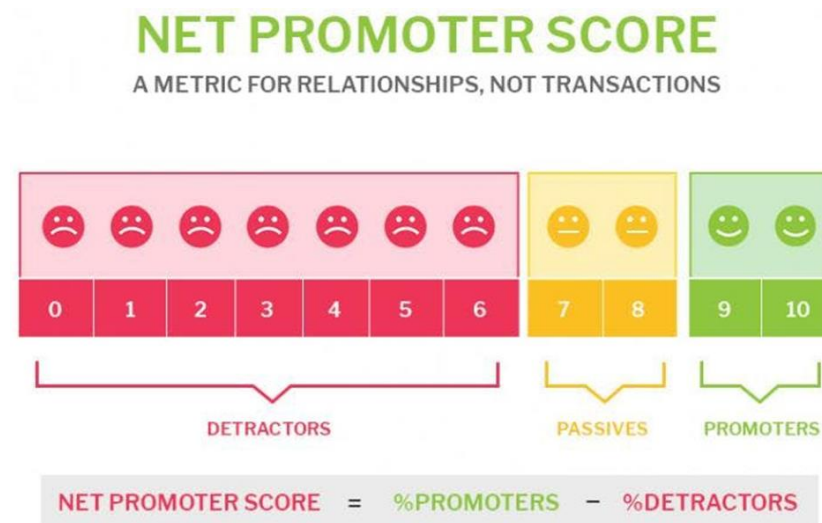 NET PROMOTER SCORE
A METRIC FOR RELATIONSHIPS, NOT TRANSACTIONS
0 1 2 3 4 5 6 7 8 9 10
DETRACTORS PASSIVES PROMOTERS
NET PROMOTER SCORE = %PROMOTERS – %DETRACTORS